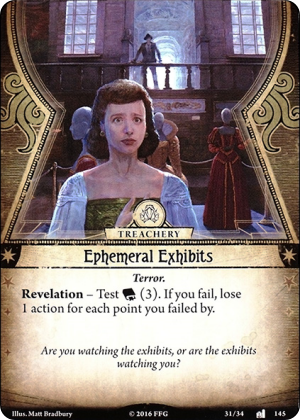 TREACHERY
Ephemeral Exhibits
Terror.
Revelation – Test (3). If you fail, lose
1 action for each point you failed by.
Are you watching the exhibits, or are the exhibits
watching you?
Illus. Matt Bradbury © 2016 FFG 31/34 145